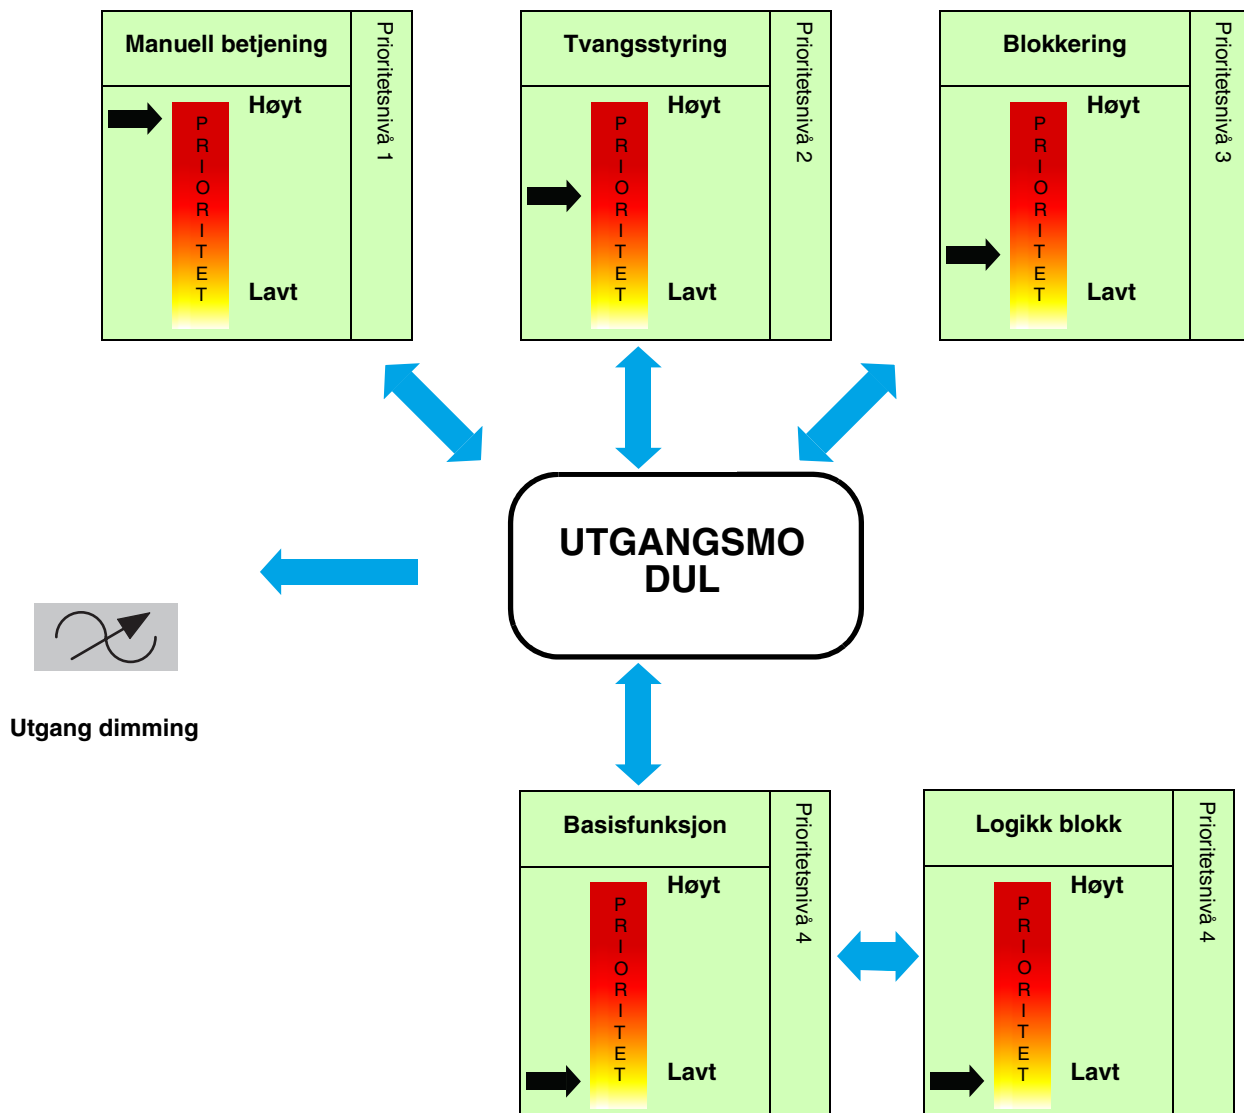 Manuell betjening
Prioritetsnivå 1
Høyt
PRIORITET
Lavt
Tvangsstyring
Prioritetsnivå 2
Høyt
PRIORITET
Lavt
Blokkering
Prioritetsnivå 3
Høyt
PRIORITET
Lavt
UTGANGSMO
DUL
Utgang dimming
Basisfunksjon
Prioritetsnivå 4
Høyt
PRIORITET
Lavt
Logikk blokk
Prioritetsnivå 4
Høyt
PRIORITET
Lavt